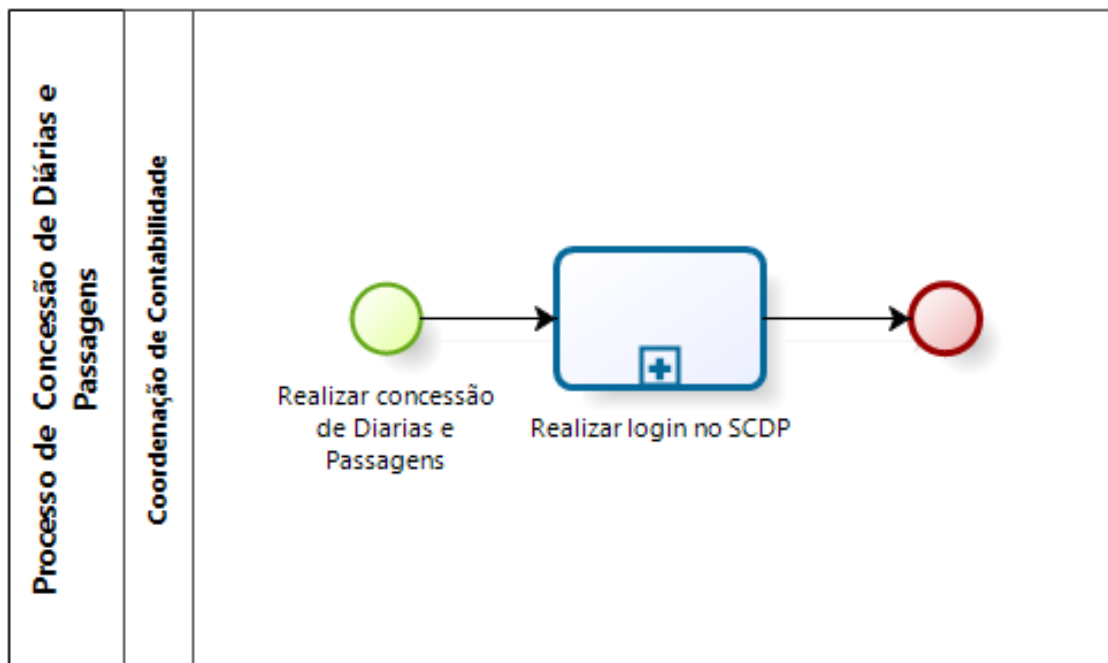 Processo de Concessão de Diárias e
Passagens
Coordenação de Contabilidade
Realizar concessão
de Diarias e
Passagens
Realizar login no SCDP